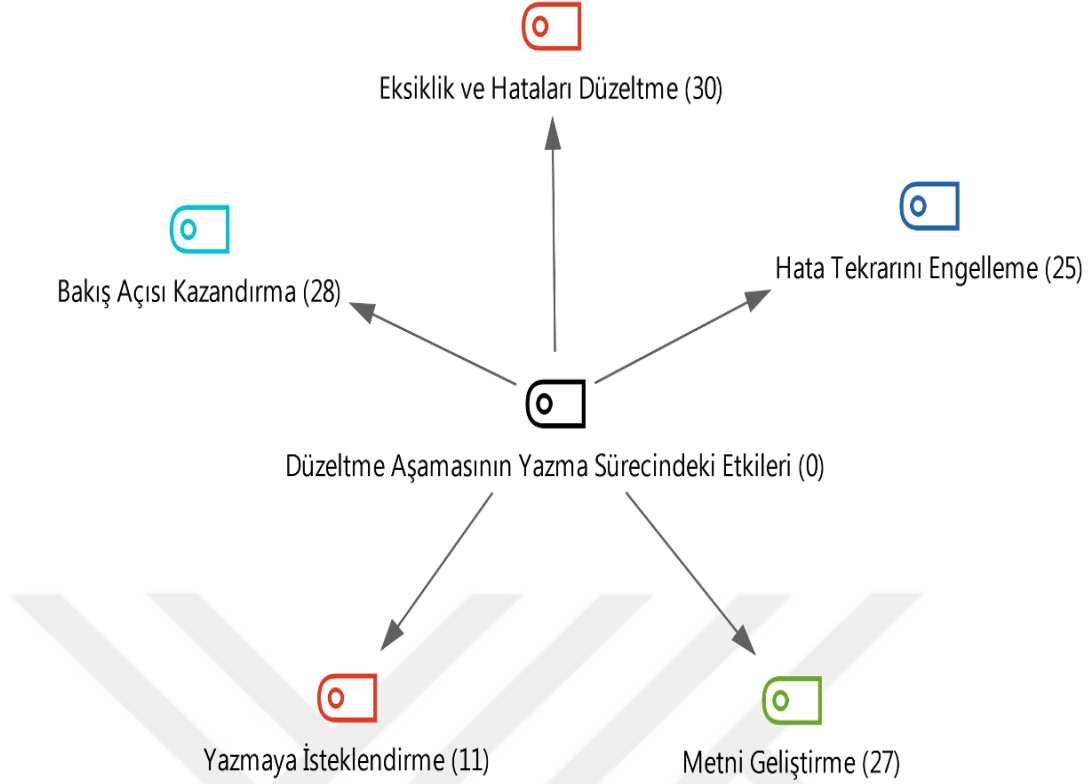 Eksiklik ve Hataları Düzeltme (30)
Hata Tekrarını Engelleme (25)
Bakış Açısı Kazandırma (28)
Düzeltme Aşamasının Yazma Sürecindeki Etkileri (0)
Yazmaya İsteklendirme (11)
Metni Geliştirme (27)